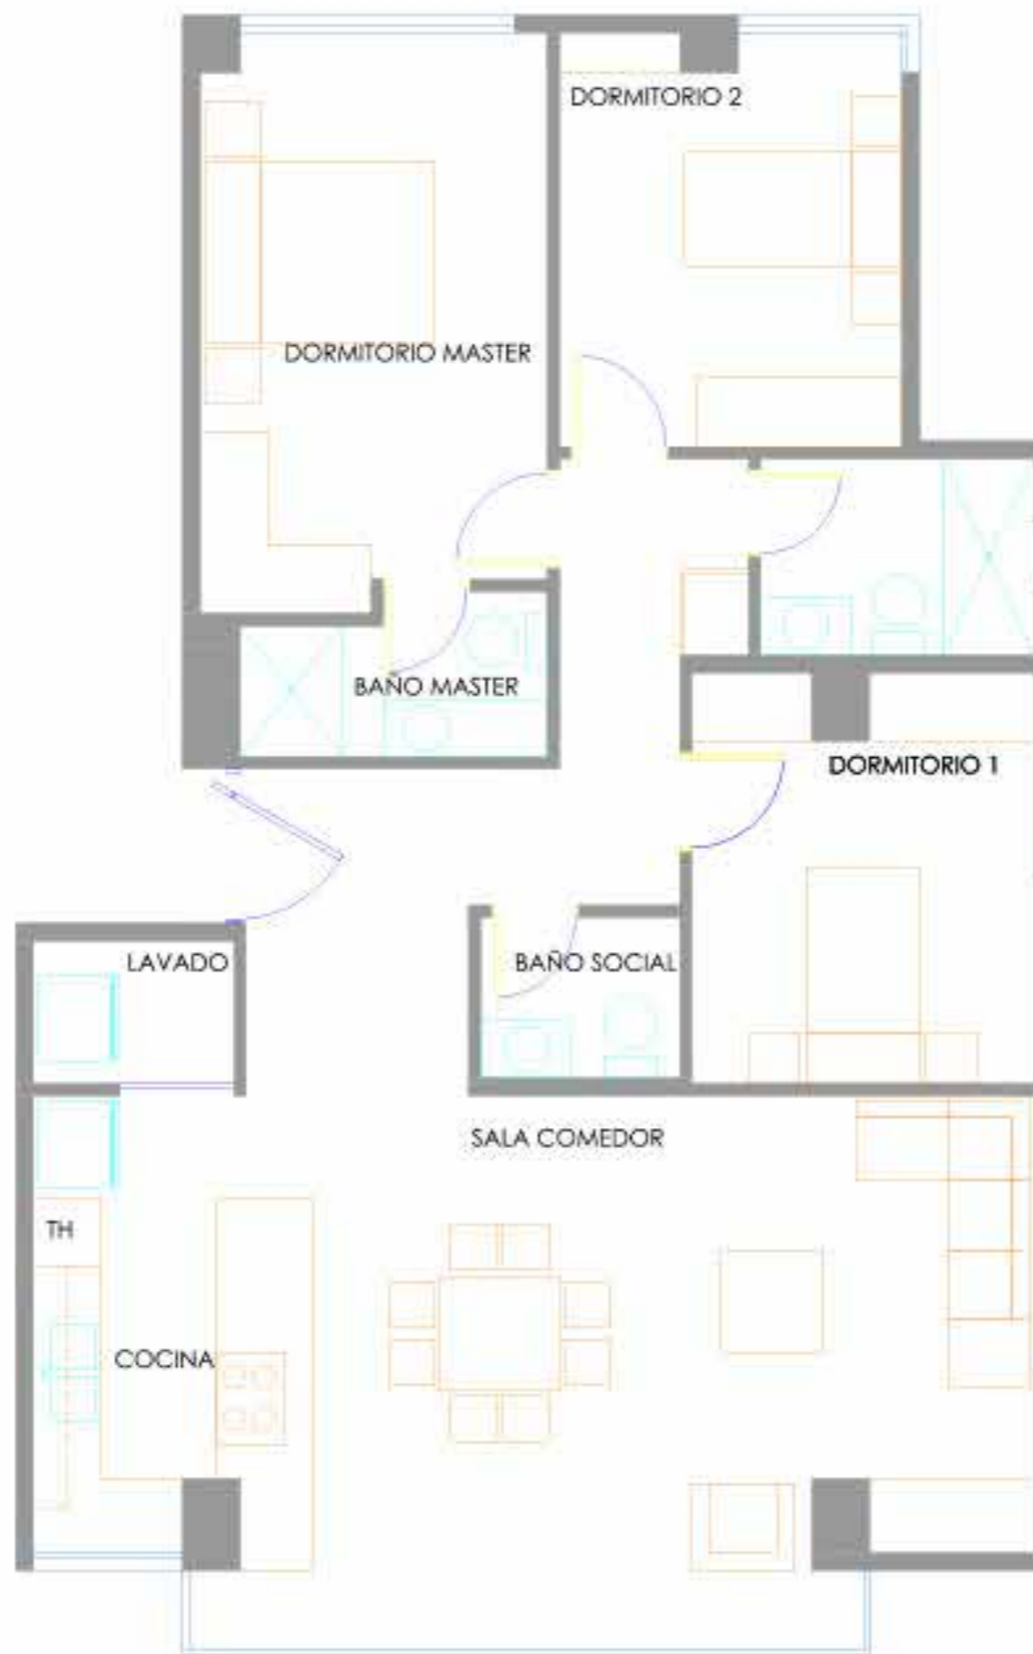 DORMITORIO 2
DORMITORIO MASTER
BAÑO MASTER
DORMITORIO 1
LAVADO
BAÑO SOCIAL
SALA COMEDOR
TH
COCINA